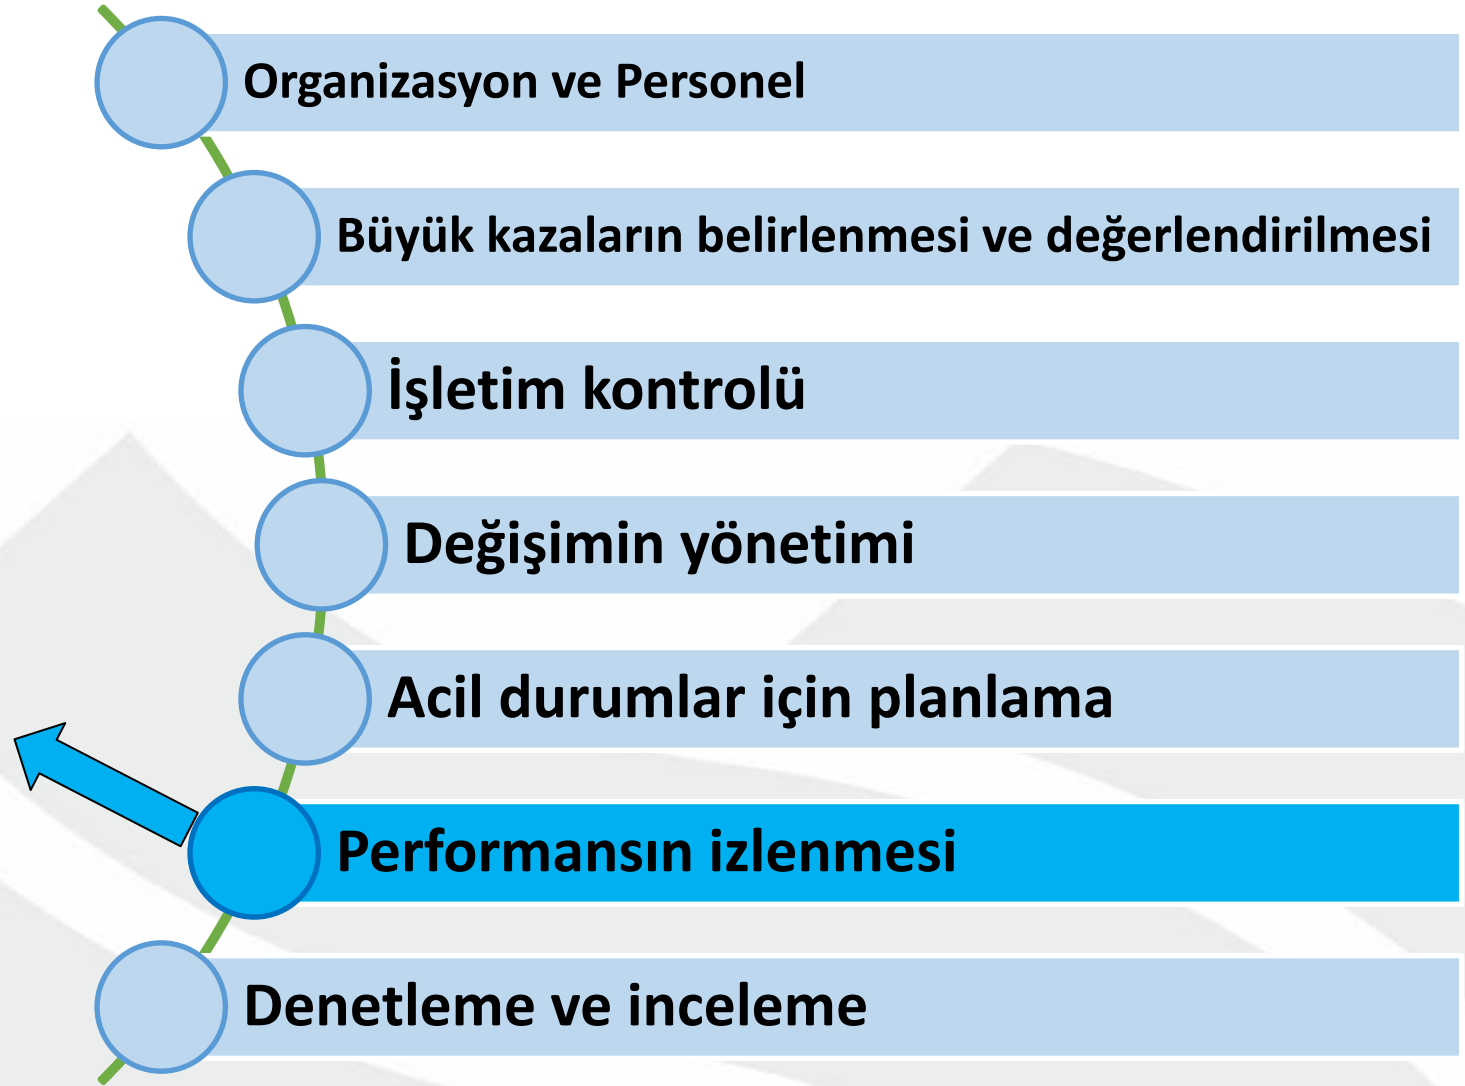 Organizasyon ve Personel
Büyük kazaların belirlenmesi ve değerlendirilmesi
İşletim kontrolü
Değişimin yönetimi
Acil durumlar için planlama
Performansın izlenmesi
Denetleme ve inceleme